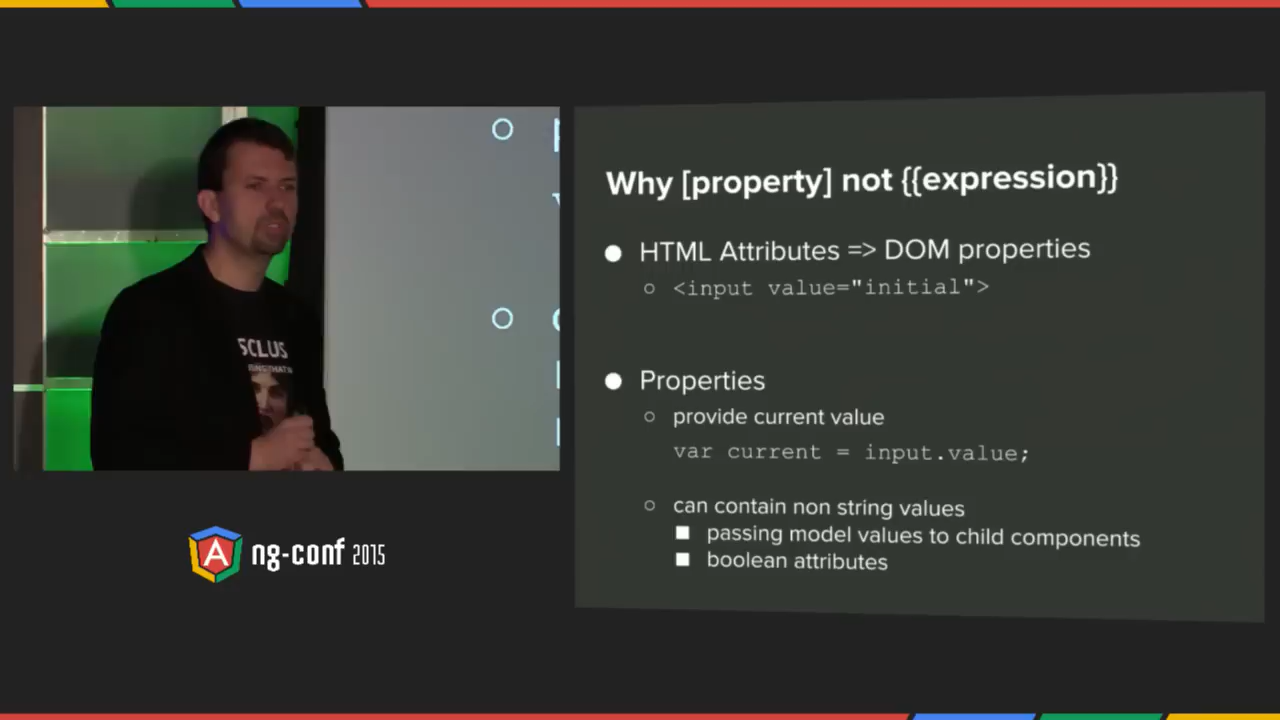 Why [property] not {{expression}}
● HTML Attributes => DOM properties
○ <input value="initial">
● Properties
○ provide current value
var current = input.value;
○ can contain non string values
■ passing model values to child components
■ boolean attributes
SCLUS
A
ng-conf 2015